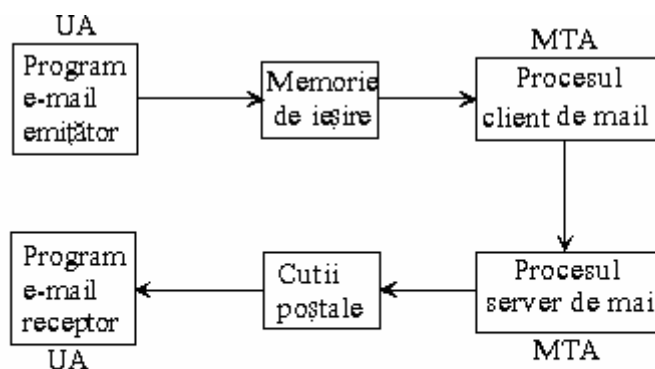 UA
Program
e-mail
emițător
Memorie
de ieșire
MTA
Procesul
client de mail
Program
e-mail
receptor
UA
Cutii
poștale
Procesul
server de mai
MTA